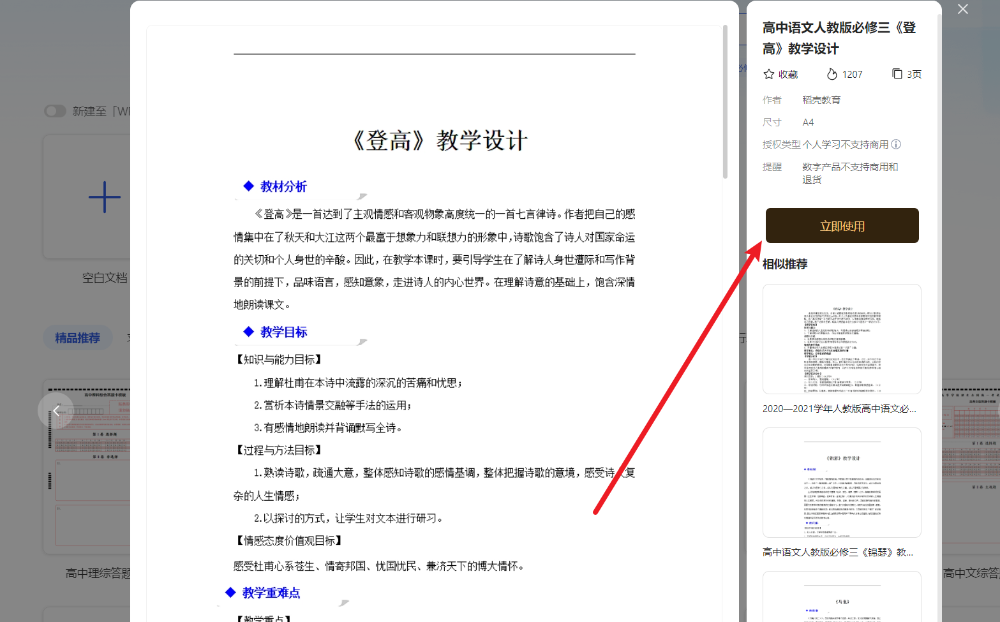 新建至「WP
空白文档
精品推荐
高中理综答题
《登高》教学设计
◆ 教材分析
《登高》是一首达到了主观情感和客观物象高度统一的一首七言律诗。作者把自己的感
情集中在了秋天和大江这两个最富于想象力和联想力的形象中,诗歌饱含了诗人对国家命运
的关切和个人身世的辛酸。因此,在教学本课时,要引导学生在了解诗人身世遭际和写作背
景的前提下,品味语言,感知意象,走进诗人的内心世界。在理解诗意的基础上,饱含深情
地朗读课文。
◆ 教学目标
【知识与能力目标】
1.理解杜甫在本诗中流露的深沉的苦痛和忧思;
2.赏析本诗情景交融等手法的运用;
3.有感情地朗读并背诵默写全诗。
【过程与方法目标】
1.熟读诗歌,疏通大意,整体感知诗歌的感情基调,整体把握诗歌的意境,感受诗人复
杂的人生情感;
2.以探讨的方式,让学生对文本进行研习。
【情感态度价值观目标】
感受杜甫心系苍生、情寄邦国、忧国忧民、兼济天下的博大情怀。
◆ 教学重难点
【教学重点】
高中语文人教版必修三《登
高》教学设计
收藏 1207 3页
作者 稻壳教育
尺寸 A4
授权类型 个人学习不支持商用
提醒 数字产品不支持商用和
退货
立即使用
相似推荐
2020—2021学年人教版高中语文必...
《锦瑟》教学设计
高中语文人教版必修三《锦瑟》教...
《马嵬》
高中文综答